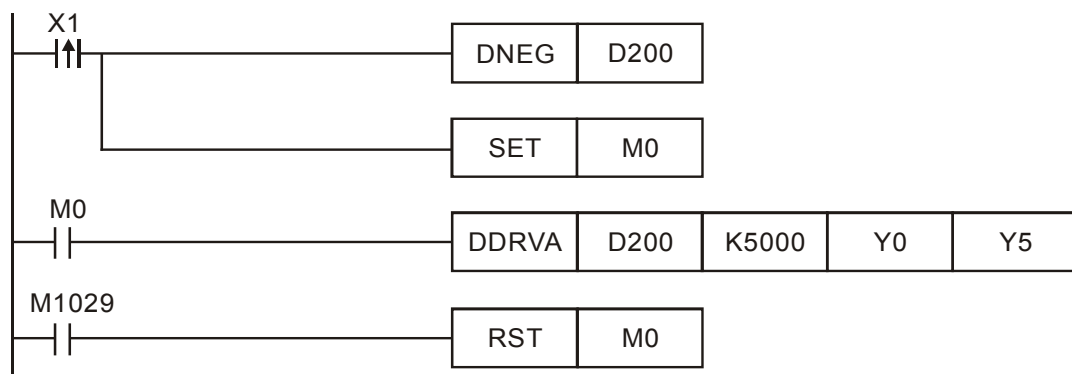 X1
DNEG D200
SET M0
M0
DDRVA D200 K5000 Y0 Y5
M1029
RST M0